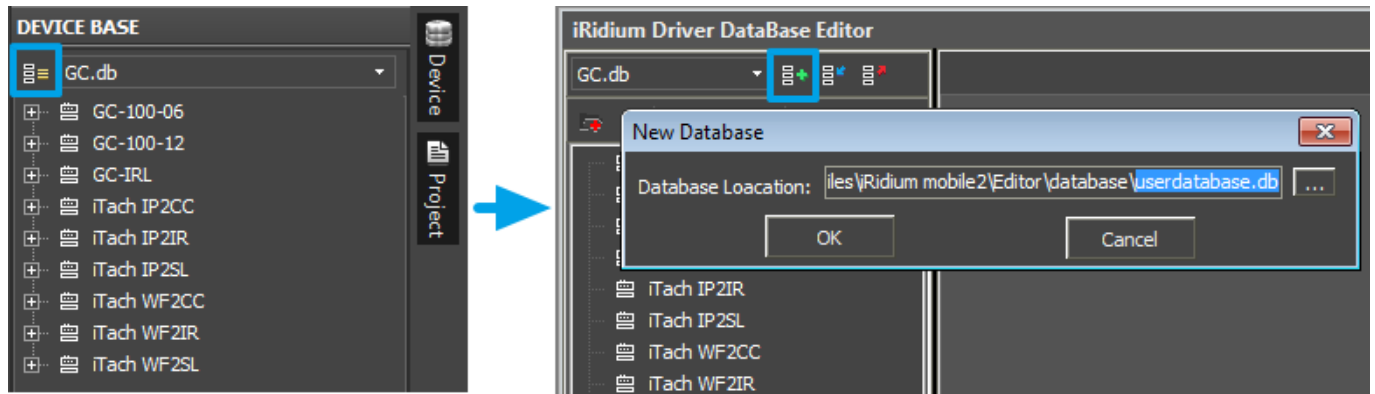 DEVICE BASE
GC.db
GC-100-06
GC-100-12
GC-IRL
iTach IP2CC
iTach IP2IR
iTach IP2SL
iTach WF2CC
iTach WF2IR
iTach WF2SL
Device
Project
iRidium Driver DataBase Editor
GC.db
New Database
Database Loacation: iles\iRidium mobile2\Editor\database\userdatabase.db ...
OK Cancel
iTach IP2IR
iTach IP2SL
iTach WF2CC
iTach WF2IR